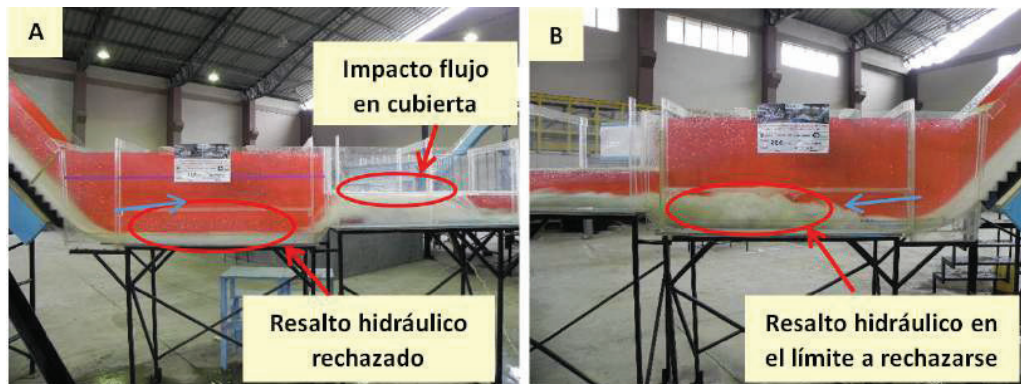 A
Impacto flujo
en cubierta
Resalto hidráulico
rechazado
B
Resalto hidráulico en
el límite a rechazarse